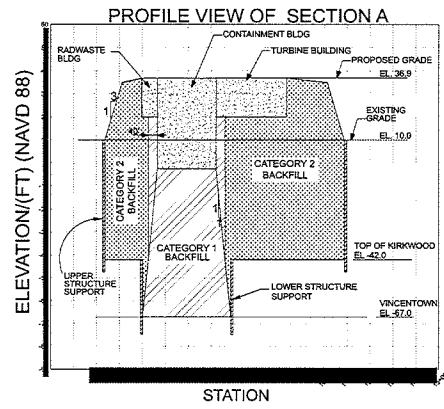 PROFILE VIEW OF SECTION A
CONTAINMENT BLDG
RADWASTE
BLDG
TURBINE BUILDING
PROPOSED GRADE
EL. 36.9
3
1
EXISTING
GRADE
EL. 10.0
40'
CATEGORY 2
BACKFILL
CATEGORY 2
BACKFILL
CATEGORY 1
BACKFILL
1
TOP OF KIRKWOOD
EL -42.0
UPPER
STRUCTURE
SUPPORT
LOWER STRUCTURE
SUPPORT
VINCENTOWN
EL -67.0
ELEVATION/(FT) (NAVD 88)
STATION